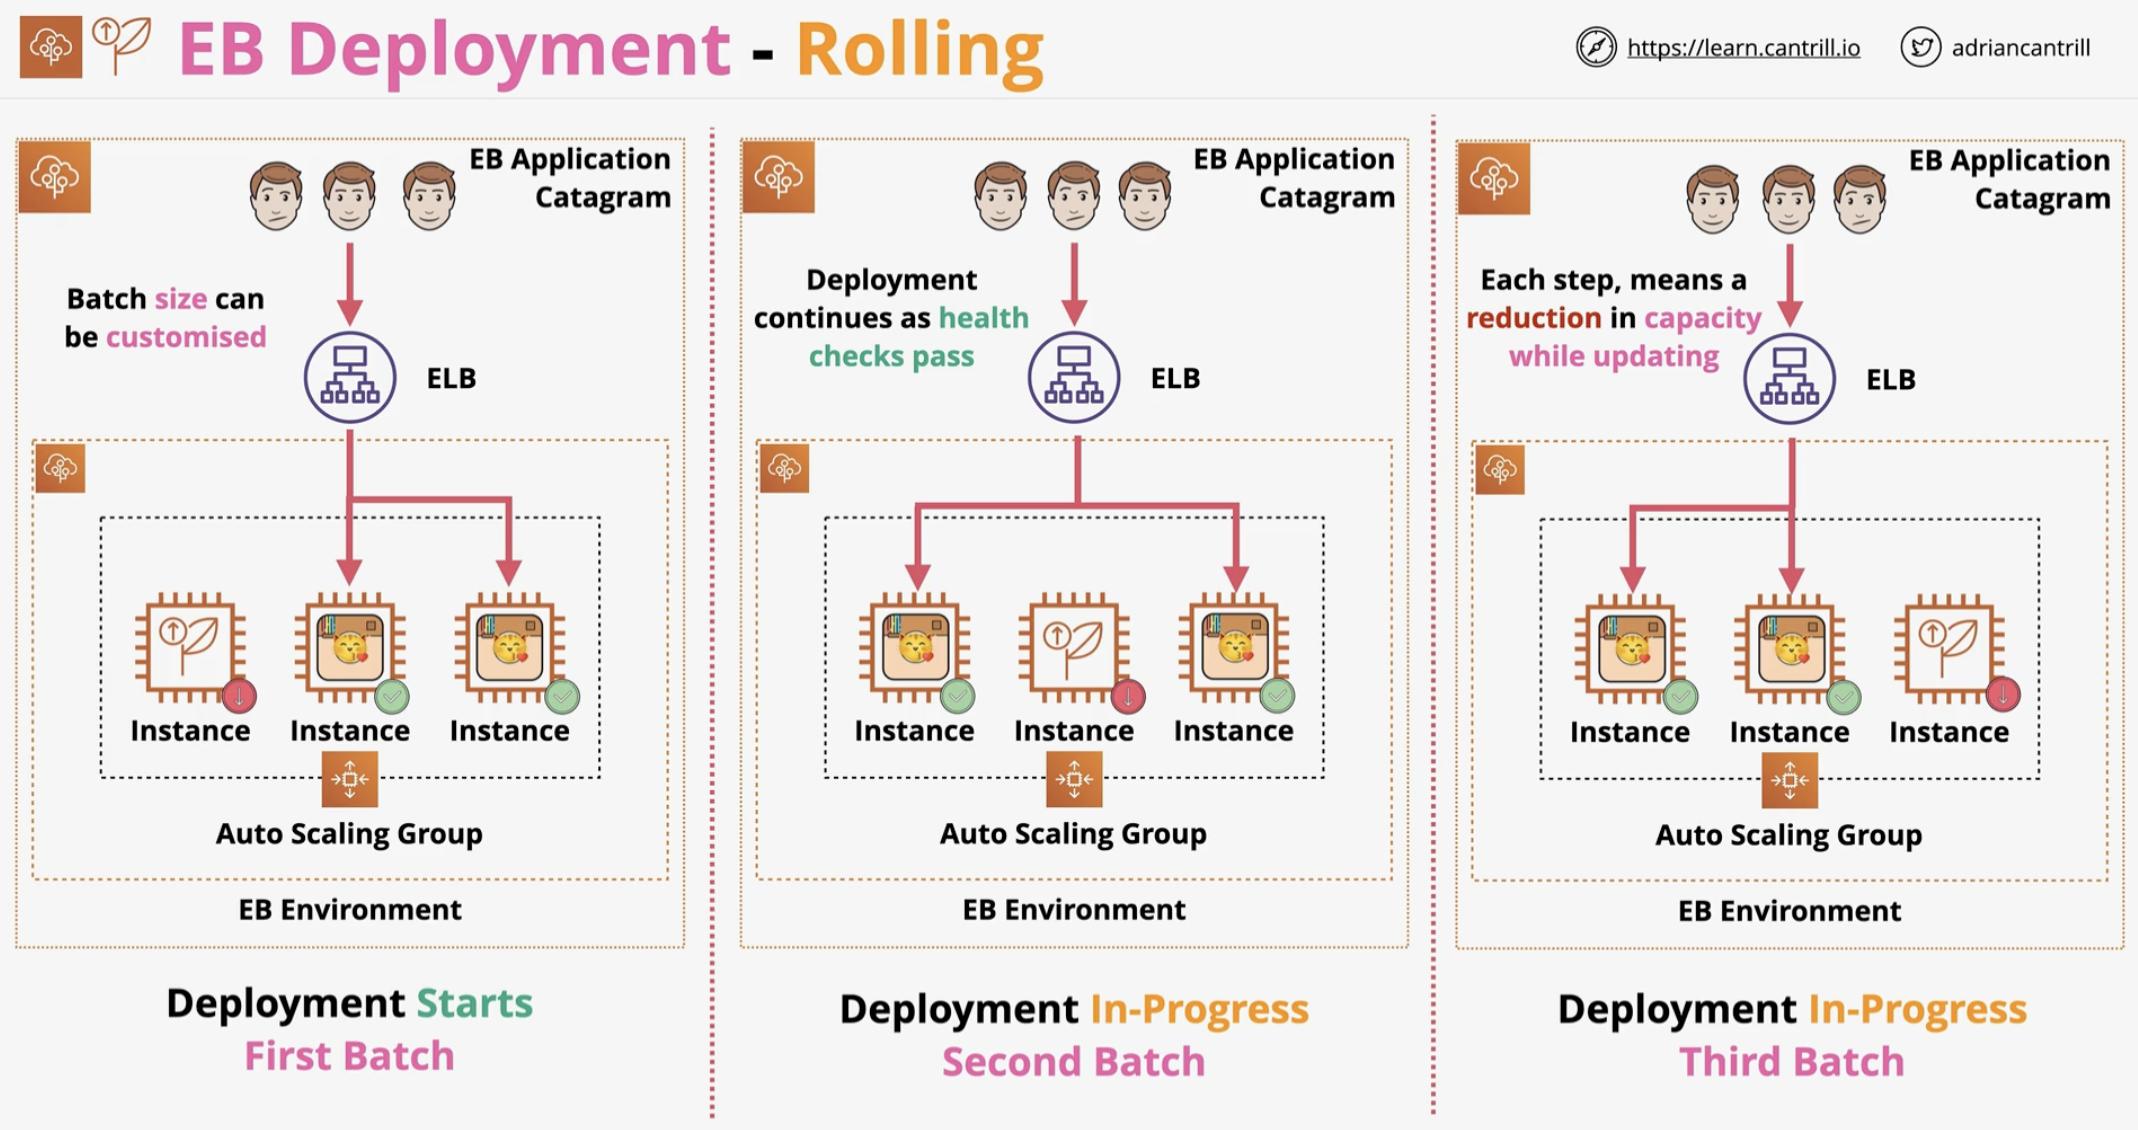 EB Deployment - Rolling
https://learn.cantrill.io
adriancantrill
EB Application
Catagram
Batch size can
be customised
ELB
Instance
Instance
Instance
Auto Scaling Group
EB Environment
Deployment Starts
First Batch
EB Application
Catagram
Deployment
continues as health
checks pass
ELB
Instance
Instance
Instance
Auto Scaling Group
EB Environment
Deployment In-Progress
Second Batch
EB Application
Catagram
Each step, means a
reduction in capacity
while updating
ELB
Instance
Instance
Instance
Auto Scaling Group
EB Environment
Deployment In-Progress
Third Batch